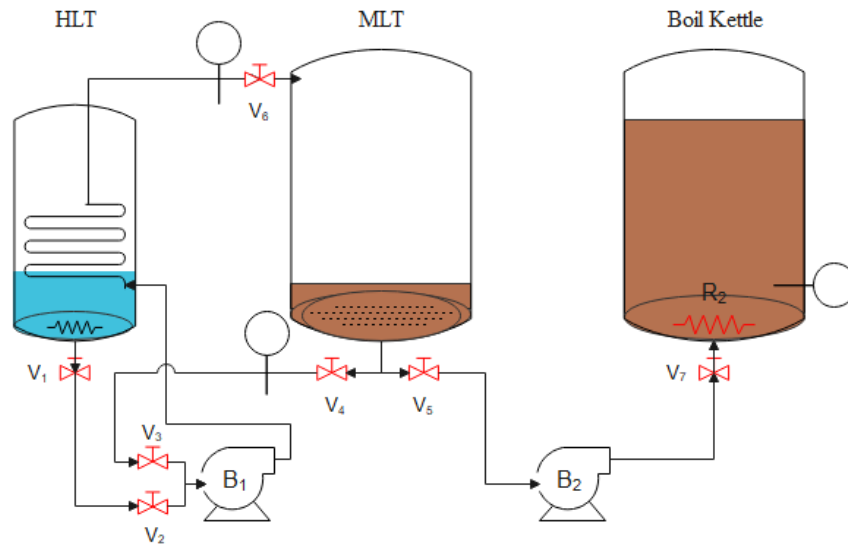 HLT
MLT
Boil Kettle
V₆
R₂
V₁
V₄
V₅
V₇
V₃
B₁
B₂
V₂